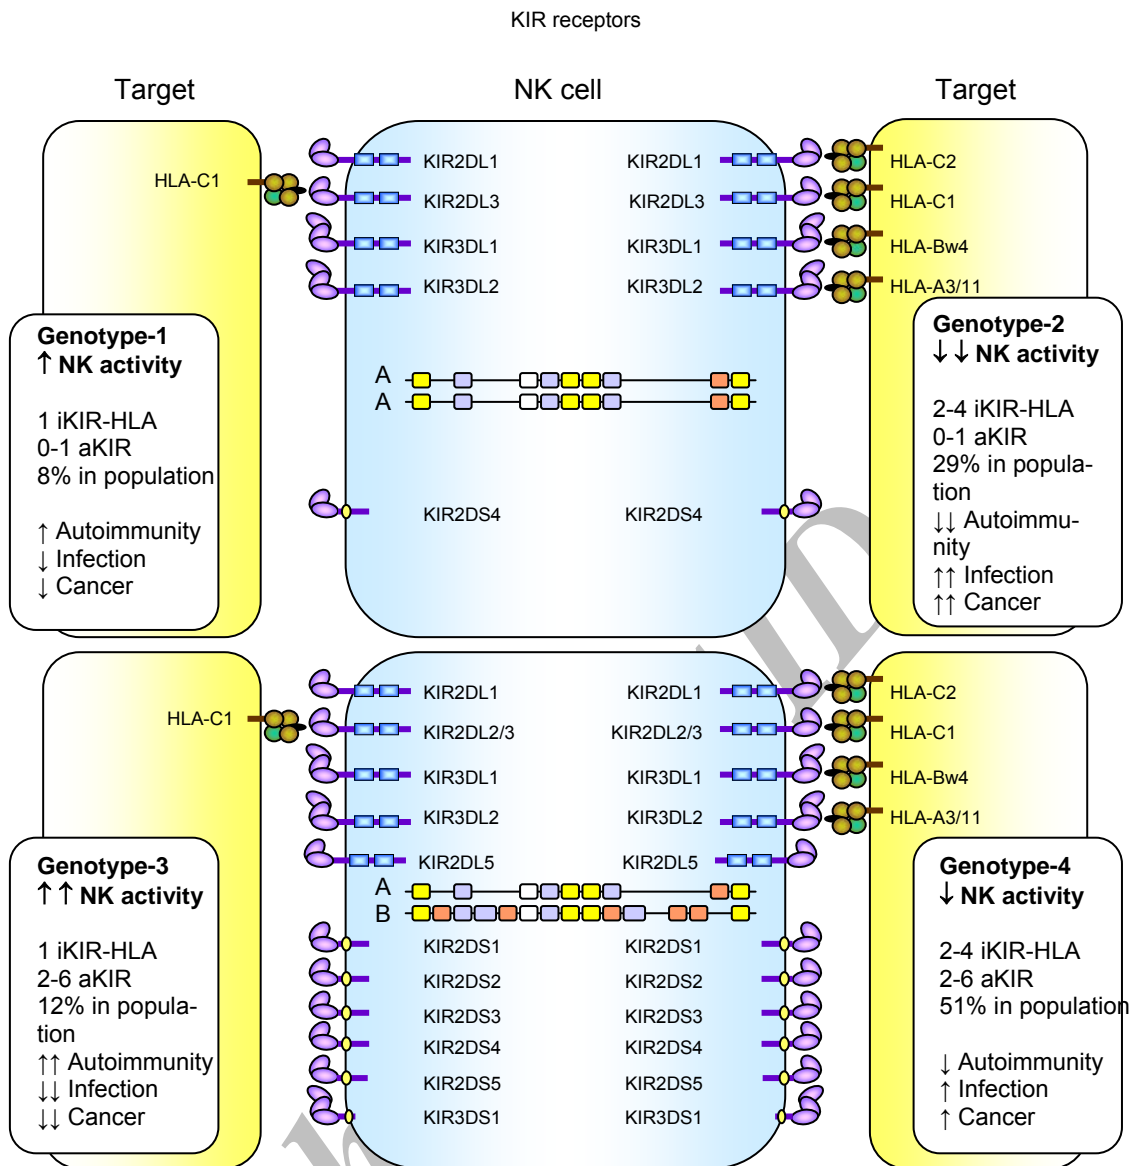 KIR receptors
Target
NK cell
Target
HLA-C1
KIR2DL1
KIR2DL3
KIR3DL1
KIR3DL2
KIR2DL1
KIR2DL3
KIR3DL1
KIR3DL2
HLA-C2
HLA-C1
HLA-Bw4
HLA-A3/11
Genotype-1
↑ NK activity
1 iKIR-HLA
0-1 aKIR
8% in population
↑ Autoimmunity
↓ Infection
↓ Cancer
A
A
KIR2DS4
KIR2DS4
Genotype-2
↓↓ NK activity
2-4 iKIR-HLA
0-1 aKIR
29% in popula-
tion
↓↓ Autoimmu-
nity
↑↑ Infection
↑↑ Cancer
HLA-C1
KIR2DL1
KIR2DL2/3
KIR3DL1
KIR3DL2
KIR2DL5
KIR2DL1
KIR2DL2/3
KIR3DL1
KIR3DL2
KIR2DL5
HLA-C2
HLA-C1
HLA-Bw4
HLA-A3/11
Genotype-3
↑↑ NK activity
1 iKIR-HLA
2-6 aKIR
12% in popula-
tion
↑↑ Autoimmunity
↓↓ Infection
↓↓ Cancer
A
B
KIR2DS1
KIR2DS2
KIR2DS3
KIR2DS4
KIR2DS5
KIR3DS1
KIR2DS1
KIR2DS2
KIR2DS3
KIR2DS4
KIR2DS5
KIR3DS1
Genotype-4
↓ NK activity
2-4 iKIR-HLA
2-6 aKIR
51% in population
↓ Autoimmunity
↑ Infection
↑ Cancer